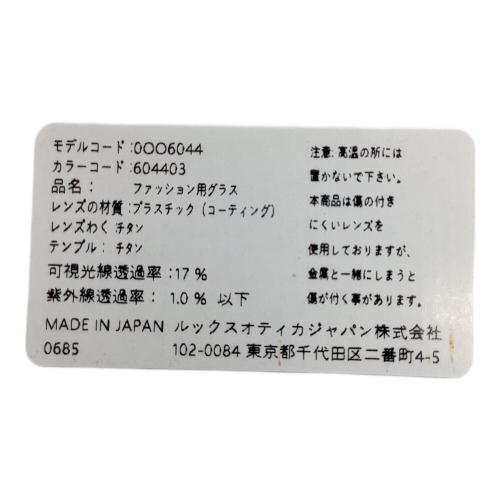 モデルコード:OOO6044
カラーコード:604403
品名: ファッション用グラス
レンズの材質:プラスチック (コーティング)
レンズわく チタン
テンプル: チタン
可視光線透過率:17 %
紫外線透過率: 1.0 % 以下
注意: 高温の所には
置かないで下さい。
本商品は傷の付き
にくいレンズを
使用しておりますが、
金属と一緒にしまうと
傷が付く事があります。
MADE IN JAPAN ルックスオティカジャパン株式会社
0685 102-0084 東京都千代田区二番町4-5